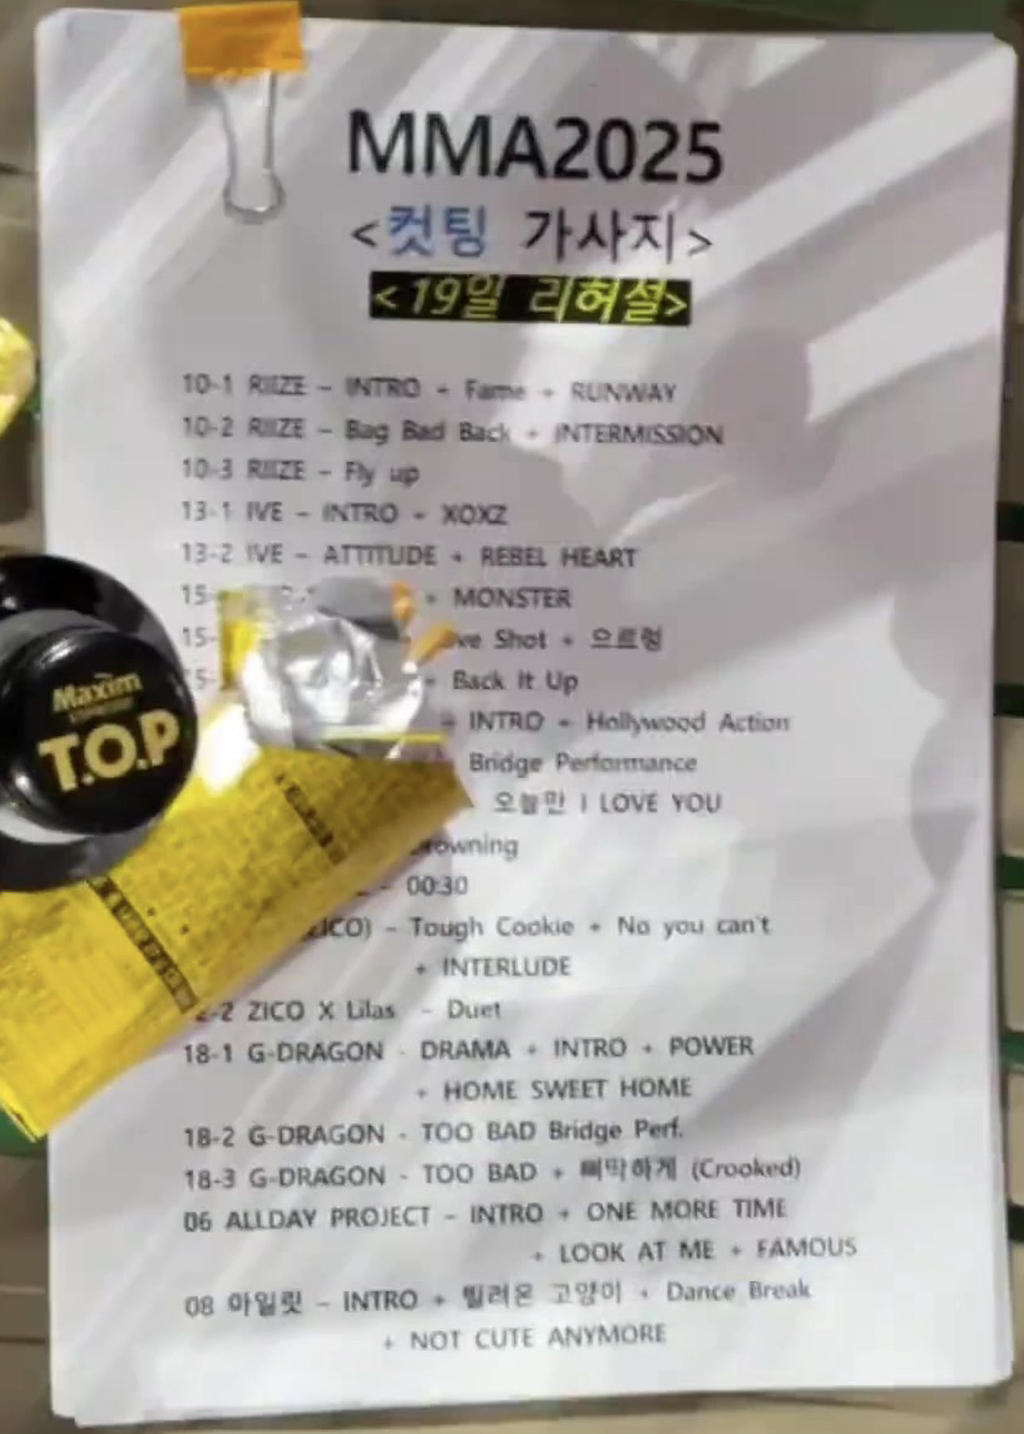 MMA2025
<컷팅 가사지>
<19일 리허설>
10-1 RIIZE - INTRO + Fame + RUNWAY
10-2 RIIZE - Bag Bad Back + INTERMISSION
10-3 RIIZE - Fly up
13-1 IVE - INTRO + XOXZ
13-2 IVE - ATTITUDE + REBEL HEART
15- + MONSTER
15- Shot + 으르렁
- Back It Up
+ INTRO + Hollywood Action
Bridge Performance
오늘만 I LOVE YOU
- 00:30
- Tough Cookie + No you can't
+ INTERLUDE
ZICO X Lilas - Duet
18-1 G-DRAGON - DRAMA + INTRO + POWER
+ HOME SWEET HOME
18-2 G-DRAGON - TOO BAD Bridge Perf.
18-3 G-DRAGON - TOO BAD + 삐딱하게 (Crooked)
06 ALLDAY PROJECT - INTRO + ONE MORE TIME
+ LOOK AT ME + FAMOUS
08 아일릿 - INTRO + 빌려온 고양이 + Dance Break
+ NOT CUTE ANYMORE
Maxim
T.O.P